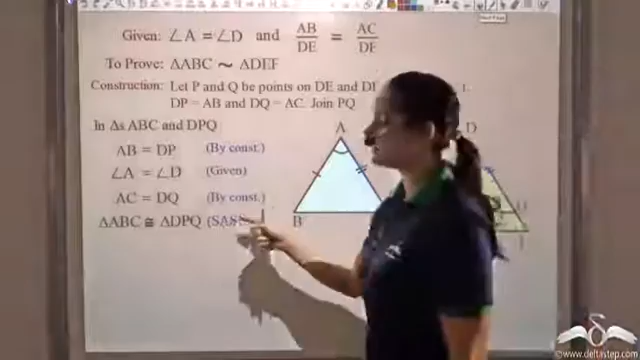 Given: ∠A = ∠D and AB/DE = AC/DF
To Prove: ΔABC ~ ΔDEF
Construction: Let P and Q be points on DE and
DP = AB and DQ = AC. Join PQ
In Δs ABC and DPQ
AB = DP (By const.)
∠A = ∠D (Given)
AC = DQ (By const.)
ΔABC ≅ ΔDPQ
A
D
B
©www.deltastep.com